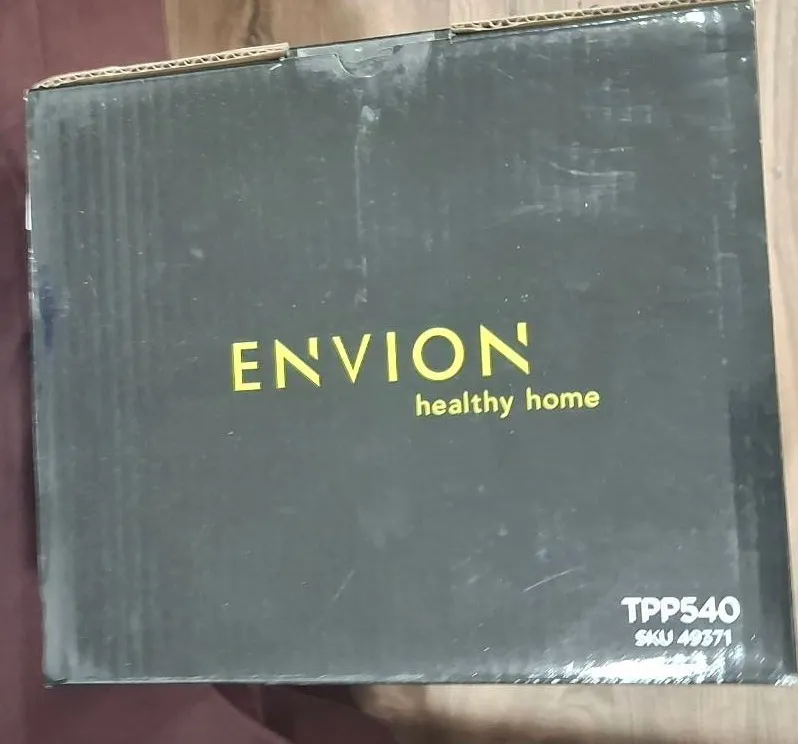 ENVION
healthy home
TPP540
SKU 49371